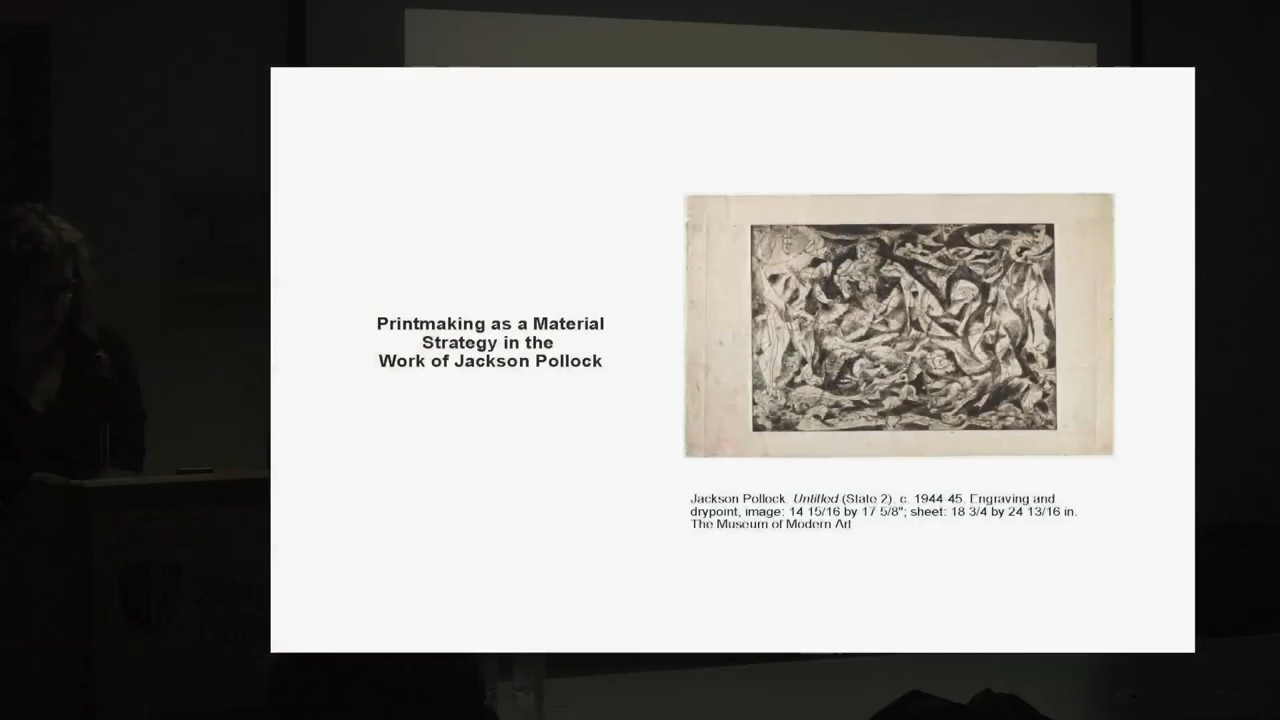 Printmaking as a Material
Strategy in the
Work of Jackson Pollock
Jackson Pollock. Untitled (State 2). c. 1944-45. Engraving and
drypoint, image: 14 15/16 by 17 5/8"; sheet: 18 3/4 by 24 13/16 in.
The Museum of Modern Art